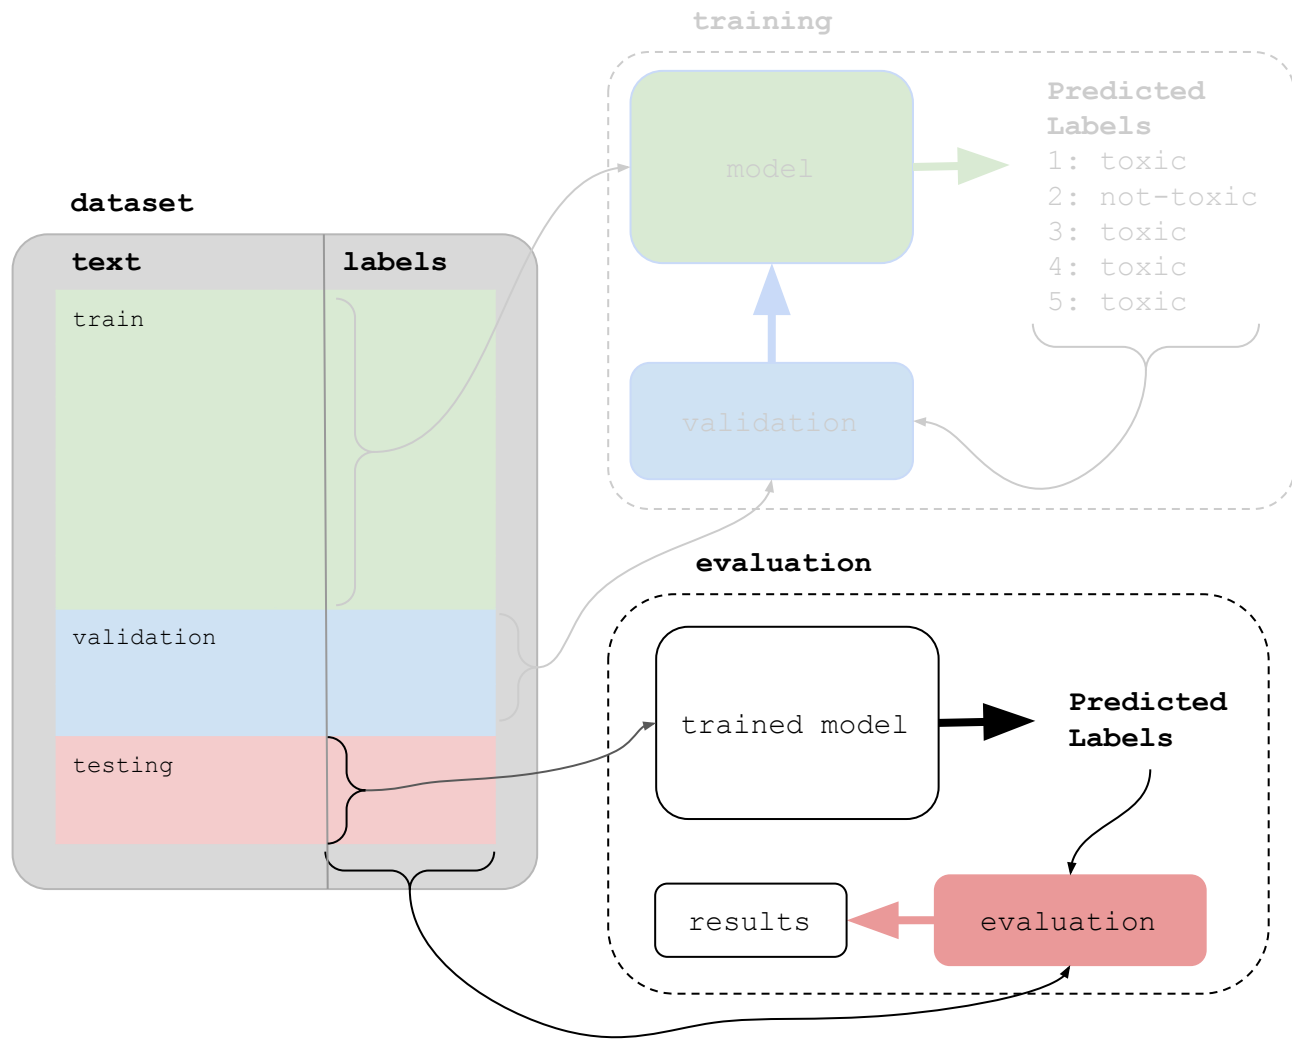 training
model
Predicted
Labels
1: toxic
2: not-toxic
3: toxic
4: toxic
5: toxic
validation
dataset
text
labels
train
validation
testing
evaluation
trained model
Predicted
Labels
results
evaluation